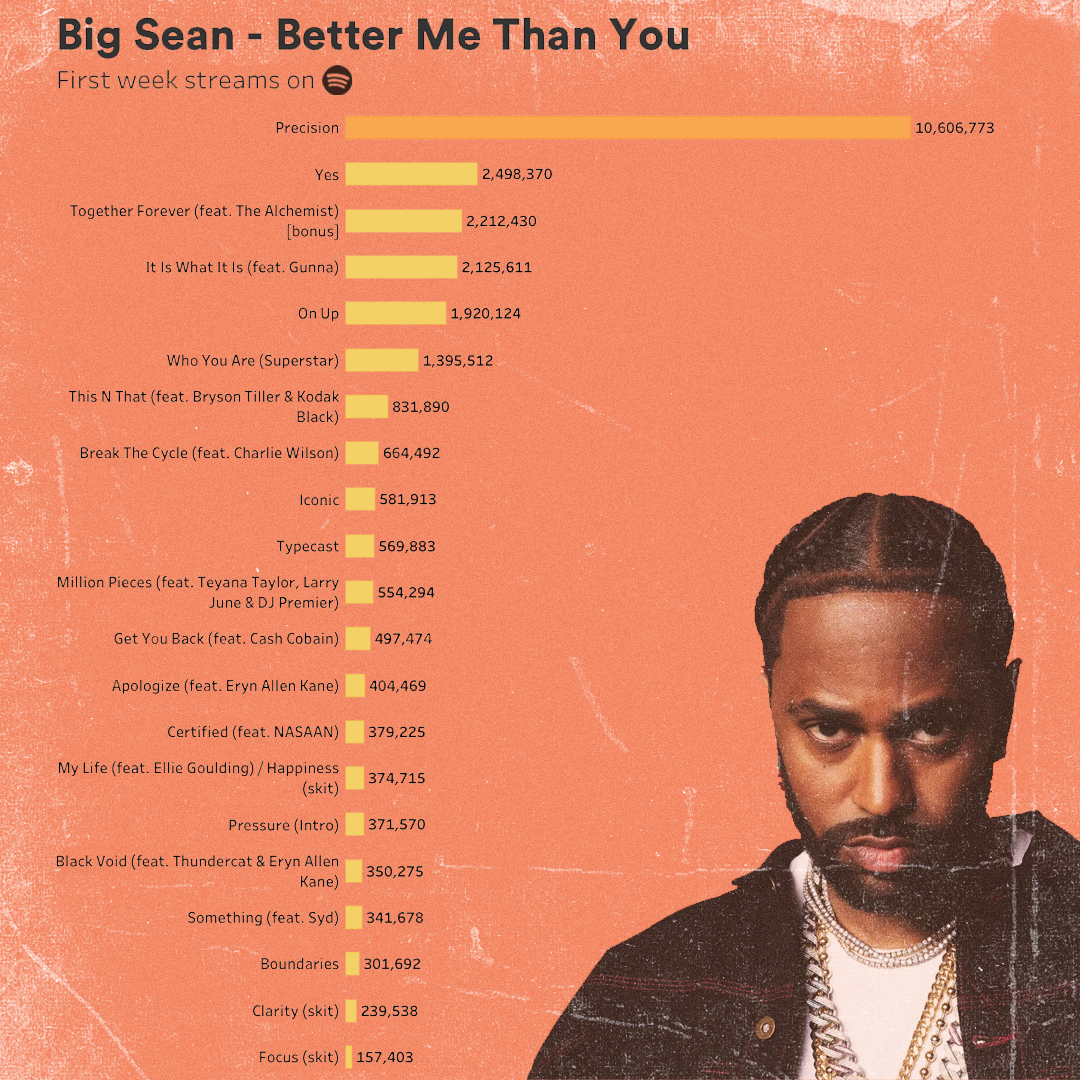 Big Sean - Better Me Than You
First week streams on
Precision 10,606,773
Yes 2,498,370
Together Forever (feat. The Alchemist)
[bonus] 2,212,430
It Is What It Is (feat. Gunna) 2,125,611
On Up 1,920,124
Who You Are (Superstar) 1,395,512
This N That (feat. Bryson Tiller & Kodak
Black) 831,890
Break The Cycle (feat. Charlie Wilson) 664,492
Iconic 581,913
Typecast 569,883
Million Pieces (feat. Teyana Taylor, Larry
June & DJ Premier) 554,294
Get You Back (feat. Cash Cobain) 497,474
Apologize (feat. Eryn Allen Kane) 404,469
Certified (feat. NASAAN) 379,225
My Life (feat. Ellie Goulding) / Happiness
(skit) 374,715
Pressure (Intro) 371,570
Black Void (feat. Thundercat & Eryn Allen
Kane) 350,275
Something (feat. Syd) 341,678
Boundaries 301,692
Clarity (skit) 239,538
Focus (skit) 157,403